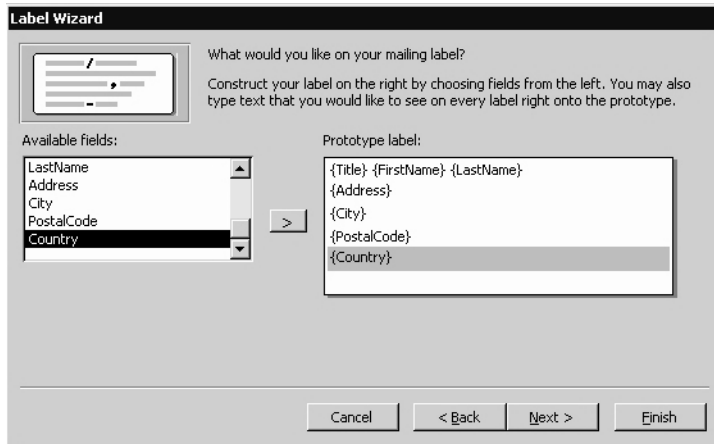 Label Wizard
What would you like on your mailing label?
Construct your label on the right by choosing fields from the left. You may also
type text that you would like to see on every label right onto the prototype.
Available fields:
LastName
Address
City
PostalCode
Country
>
Prototype label:
{Title} {FirstName} {LastName}
{Address}
{City}
{PostalCode}
{Country}
Cancel
< Back
Next >
Finish